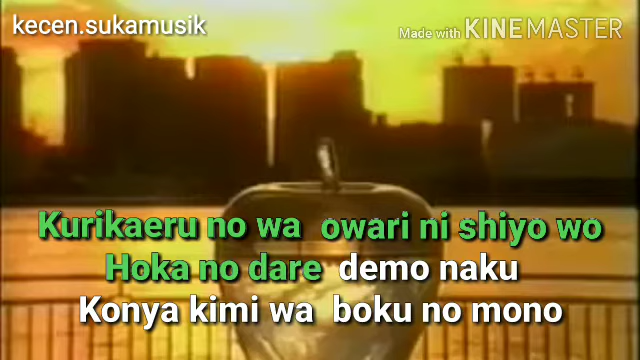 kecen.sukamusik
Made with KINEMASTER
Kurikaeru no wa owari ni shiyo wo
Hoka no dare demo naku
Konya kimi wa boku no mono